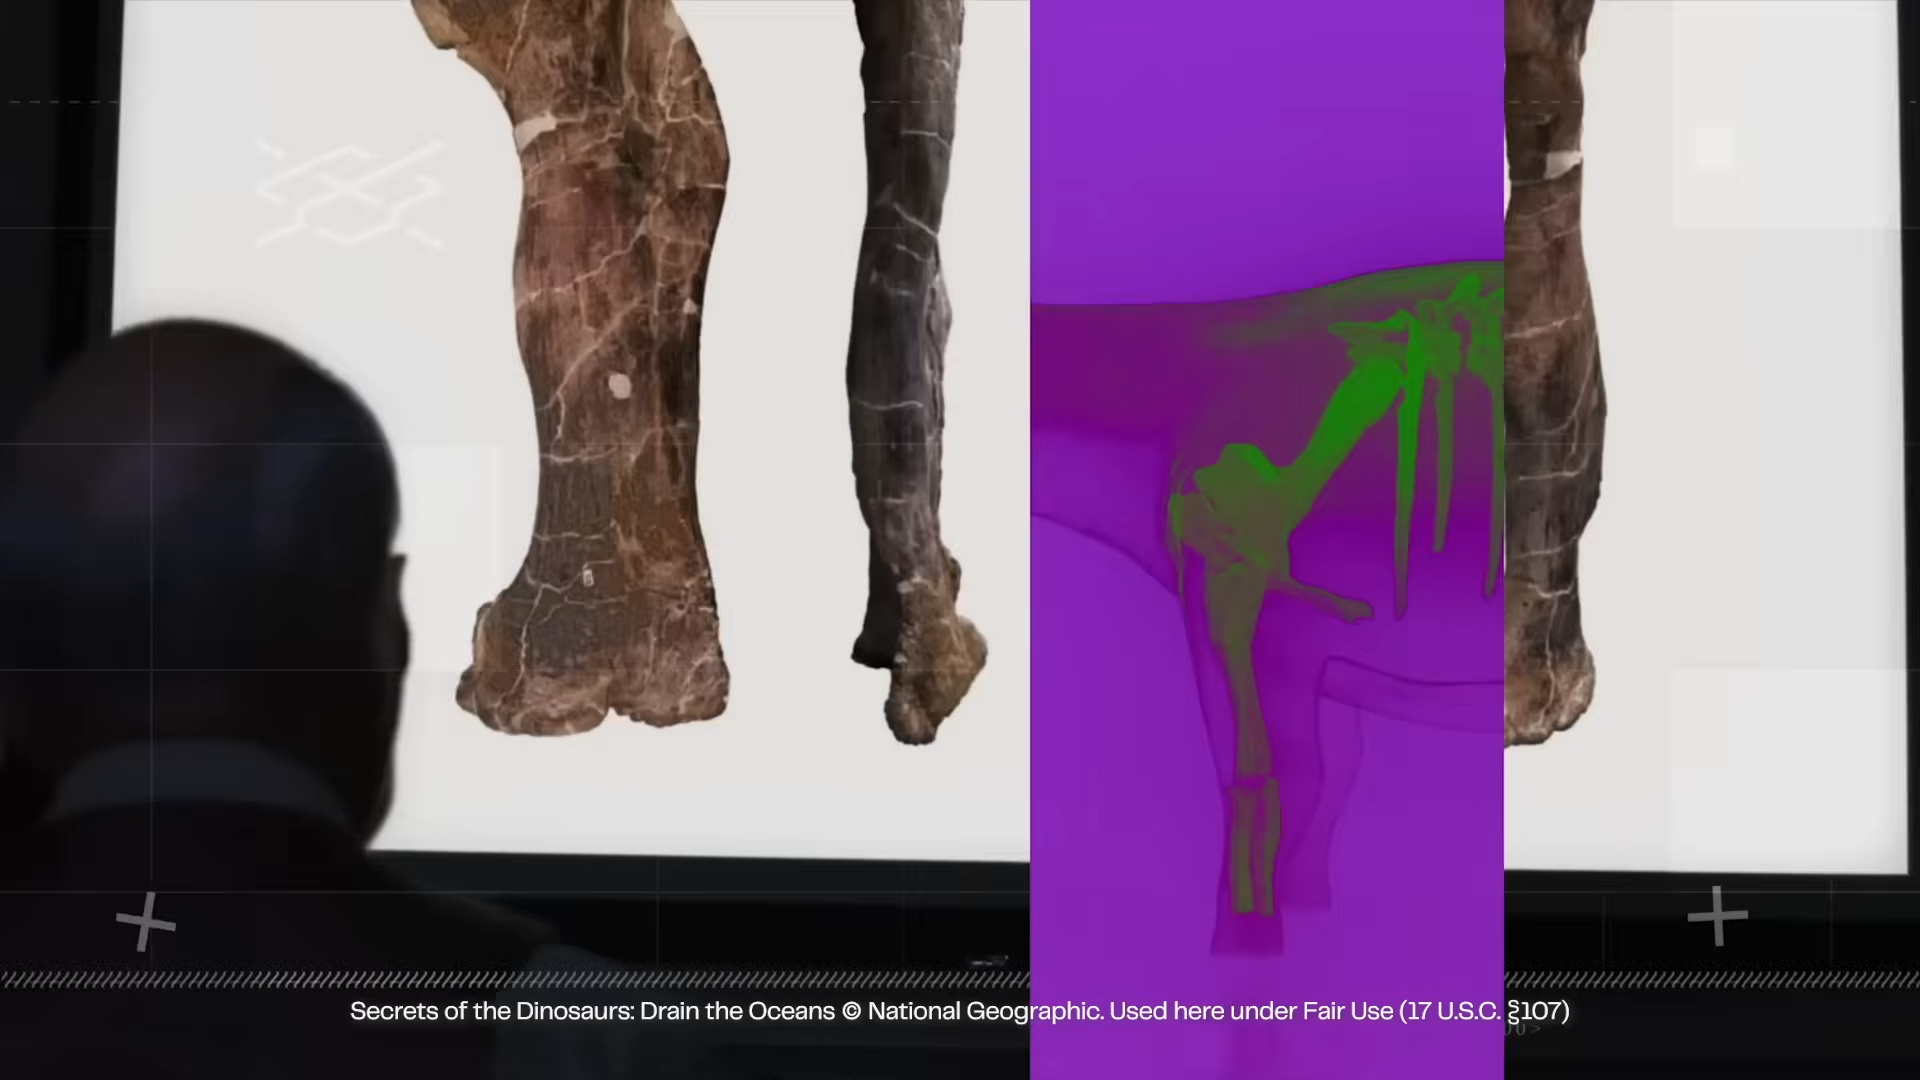 Secrets of the Dinosaurs: Drain the Oceans © National Geographic. Used here under Fair Use (17 U.S.C. §107)